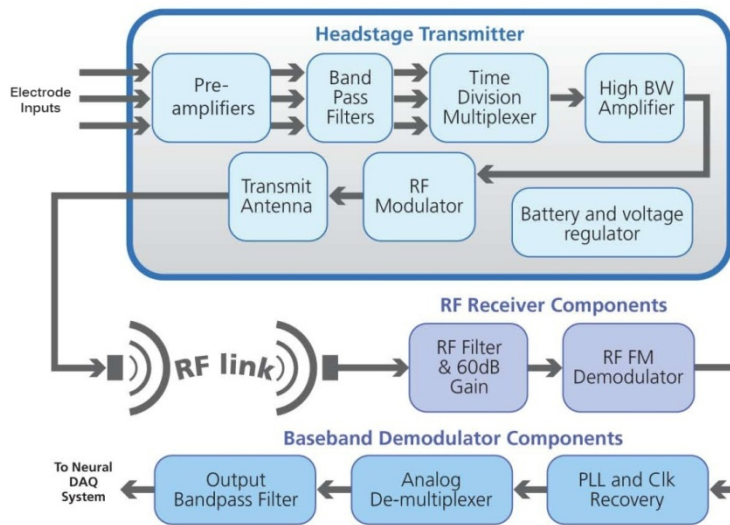 Headstage Transmitter
Electrode
Inputs
Pre-
amplifiers
Band
Pass
Filters
Time
Division
Multiplexer
High BW
Amplifier
Transmit
Antenna
RF
Modulator
Battery and voltage
regulator
RF link
RF Receiver Components
RF Filter
& 60dB
Gain
RF FM
Demodulator
Baseband Demodulator Components
To Neural
DAQ
System
Output
Bandpass Filter
Analog
De-multiplexer
PLL and Clk
Recovery